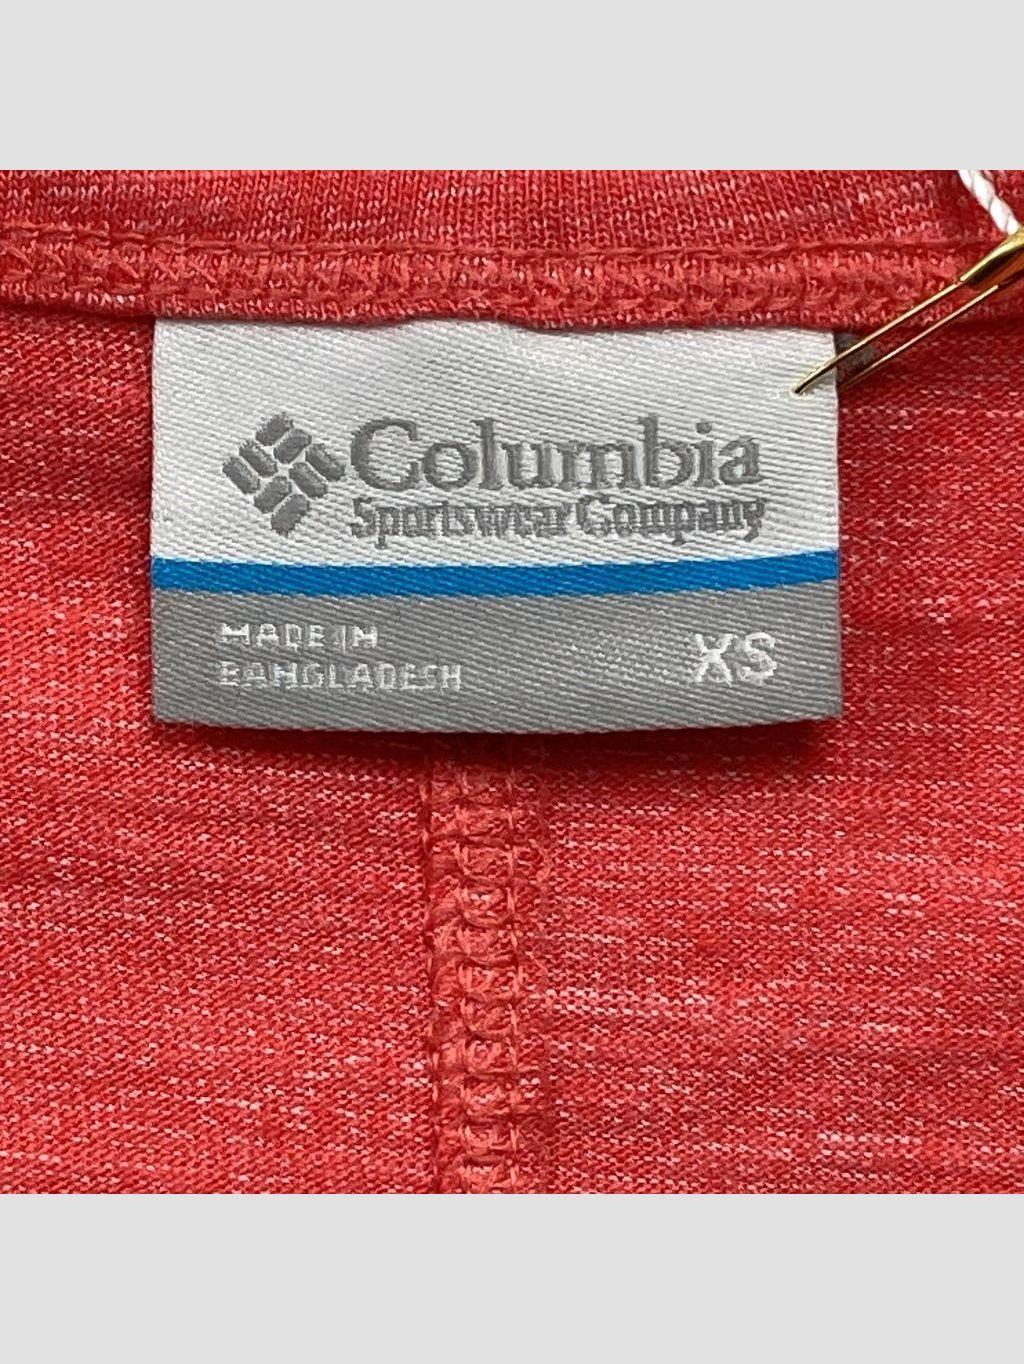 Columbia
Sportswear Company
MADE IN
BANGLADESH
XS